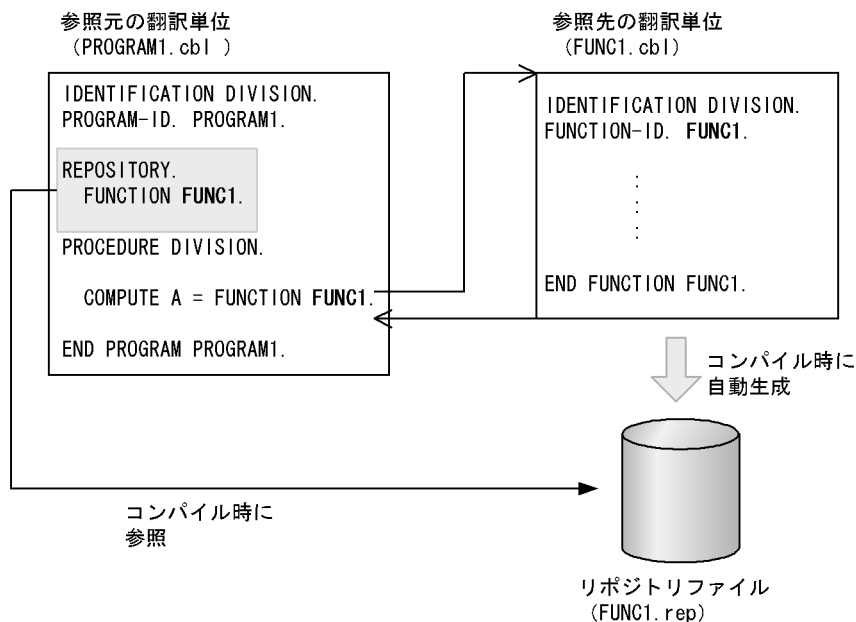 参照元の翻訳単位
（PROGRAM1.cbl ）
IDENTIFICATION DIVISION.
PROGRAM-ID. PROGRAM1.
REPOSITORY.
FUNCTION FUNC1.
PROCEDURE DIVISION.
COMPUTE A = FUNCTION FUNC1.
END PROGRAM PROGRAM1.
参照先の翻訳単位
（FUNC1.cbl）
IDENTIFICATION DIVISION.
FUNCTION-ID. FUNC1.
:
:
:
END FUNCTION FUNC1.
コンパイル時に
自動生成
コンパイル時に
参照
リポジトリファイル
（FUNC1.rep）